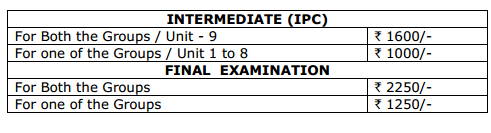 INTERMEDIATE (IPC)
For Both the Groups / Unit - 9 ₹ 1600/-
For one of the Groups / Unit 1 to 8 ₹ 1000/-
FINAL EXAMINATION
For Both the Groups ₹ 2250/-
For one of the Groups ₹ 1250/-